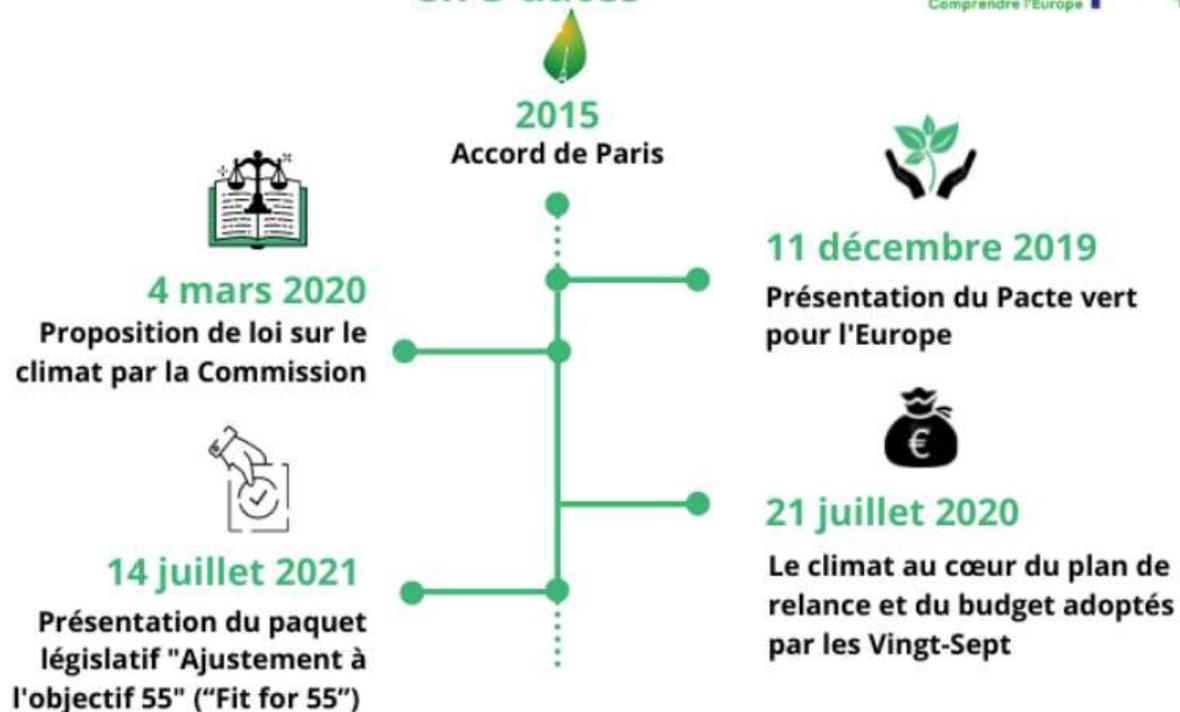 Comprendre l'Europe
2015
Accord de Paris
11 décembre 2019
Présentation du Pacte vert
pour l'Europe
4 mars 2020
Proposition de loi sur le
climat par la Commission
€
21 juillet 2020
Le climat au cœur du plan de
relance et du budget adoptés
par les Vingt-Sept
14 juillet 2021
Présentation du paquet
législatif "Ajustement à
l'objectif 55" (“Fit for 55”)